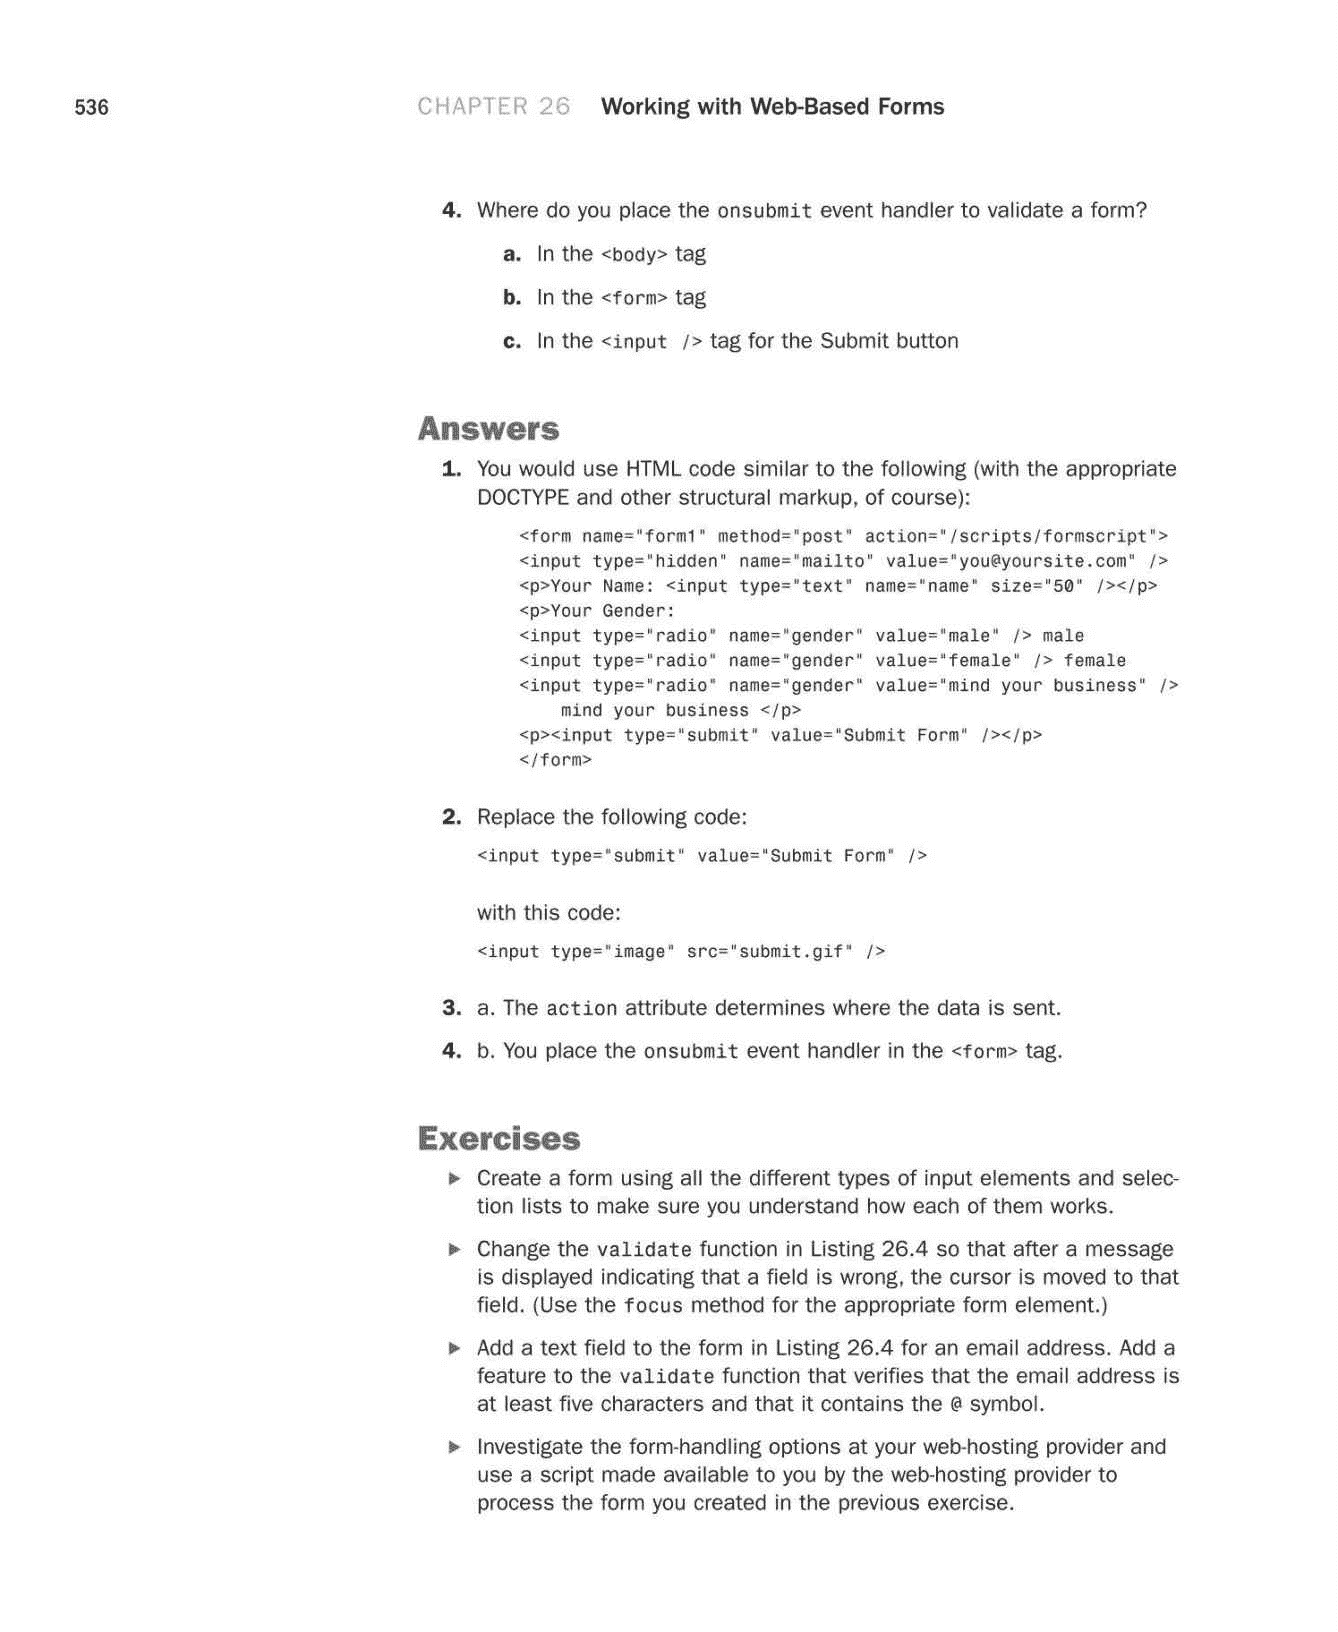 536
CHAPTER 26 Working with Web-Based Forms
4. Where do you place the onsubmit event handler to validate a form?
a. In the <body> tag
b. In the <form> tag
c. In the <input /> tag for the Submit button
Answers
1. You would use HTML code similar to the following (with the appropriate
DOCTYPE and other structural markup, of course):
<form name="form1" method="post" action="/scripts/formscript">
<input type="hidden" name="mailto" value="you@yoursite.com" />
<p>Your Name: <input type="text" name="name" size="50" /></p>
<p>Your Gender:
<input type="radio" name="gender" value="male" /> male
<input type="radio" name="gender" value="female" /> female
<input type="radio" name="gender" value="mind your business" />
mind your business </p>
<p><input type="submit" value="Submit Form" /></p>
</form>
2. Replace the following code:
<input type="submit" value="Submit Form" />
with this code:
<input type="image" src="submit.gif" />
3. a. The action attribute determines where the data is sent.
4. b. You place the onsubmit event handler in the <form> tag.
Exercises
▶ Create a form using all the different types of input elements and selec-
tion lists to make sure you understand how each of them works.
▶ Change the validate function in Listing 26.4 so that after a message
is displayed indicating that a field is wrong, the cursor is moved to that
field. (Use the focus method for the appropriate form element.)
▶ Add a text field to the form in Listing 26.4 for an email address. Add a
feature to the validate function that verifies that the email address is
at least five characters and that it contains the @ symbol.
▶ Investigate the form-handling options at your web-hosting provider and
use a script made available to you by the web-hosting provider to
process the form you created in the previous exercise.